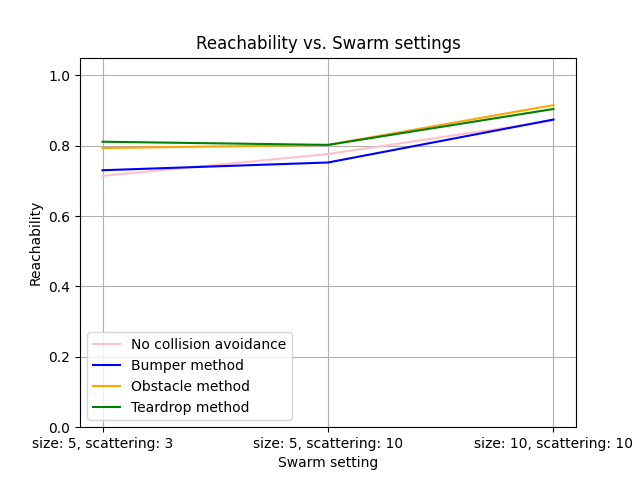 Reachability vs. Swarm settings
1.0
0.8
0.6
0.4
0.2
0.0
Reachability
No collision avoidance
Bumper method
Obstacle method
Teardrop method
size: 5, scattering: 3
size: 5, scattering: 10
size: 10, scattering: 10
Swarm setting